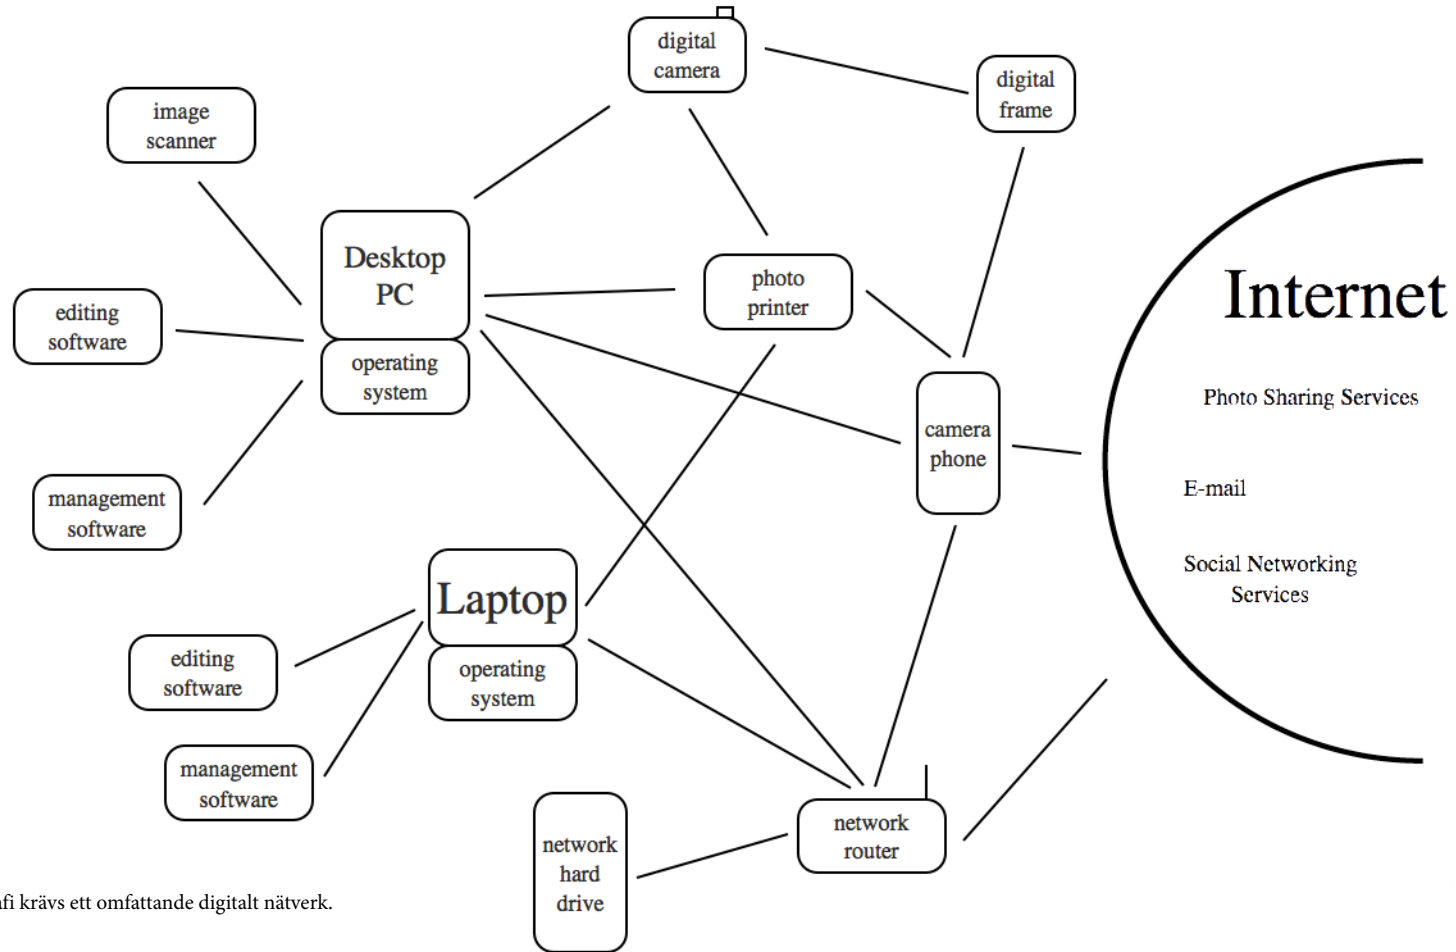 digital
camera
digital
frame
image
scanner
Desktop
PC
operating
system
photo
printer
editing
software
camera
phone
management
software
Internet
Photo Sharing Services
E-mail
Social Networking
Services
Laptop
operating
system
editing
software
management
software
network
hard
drive
network
router
krävs ett omfattande digitalt nätverk.